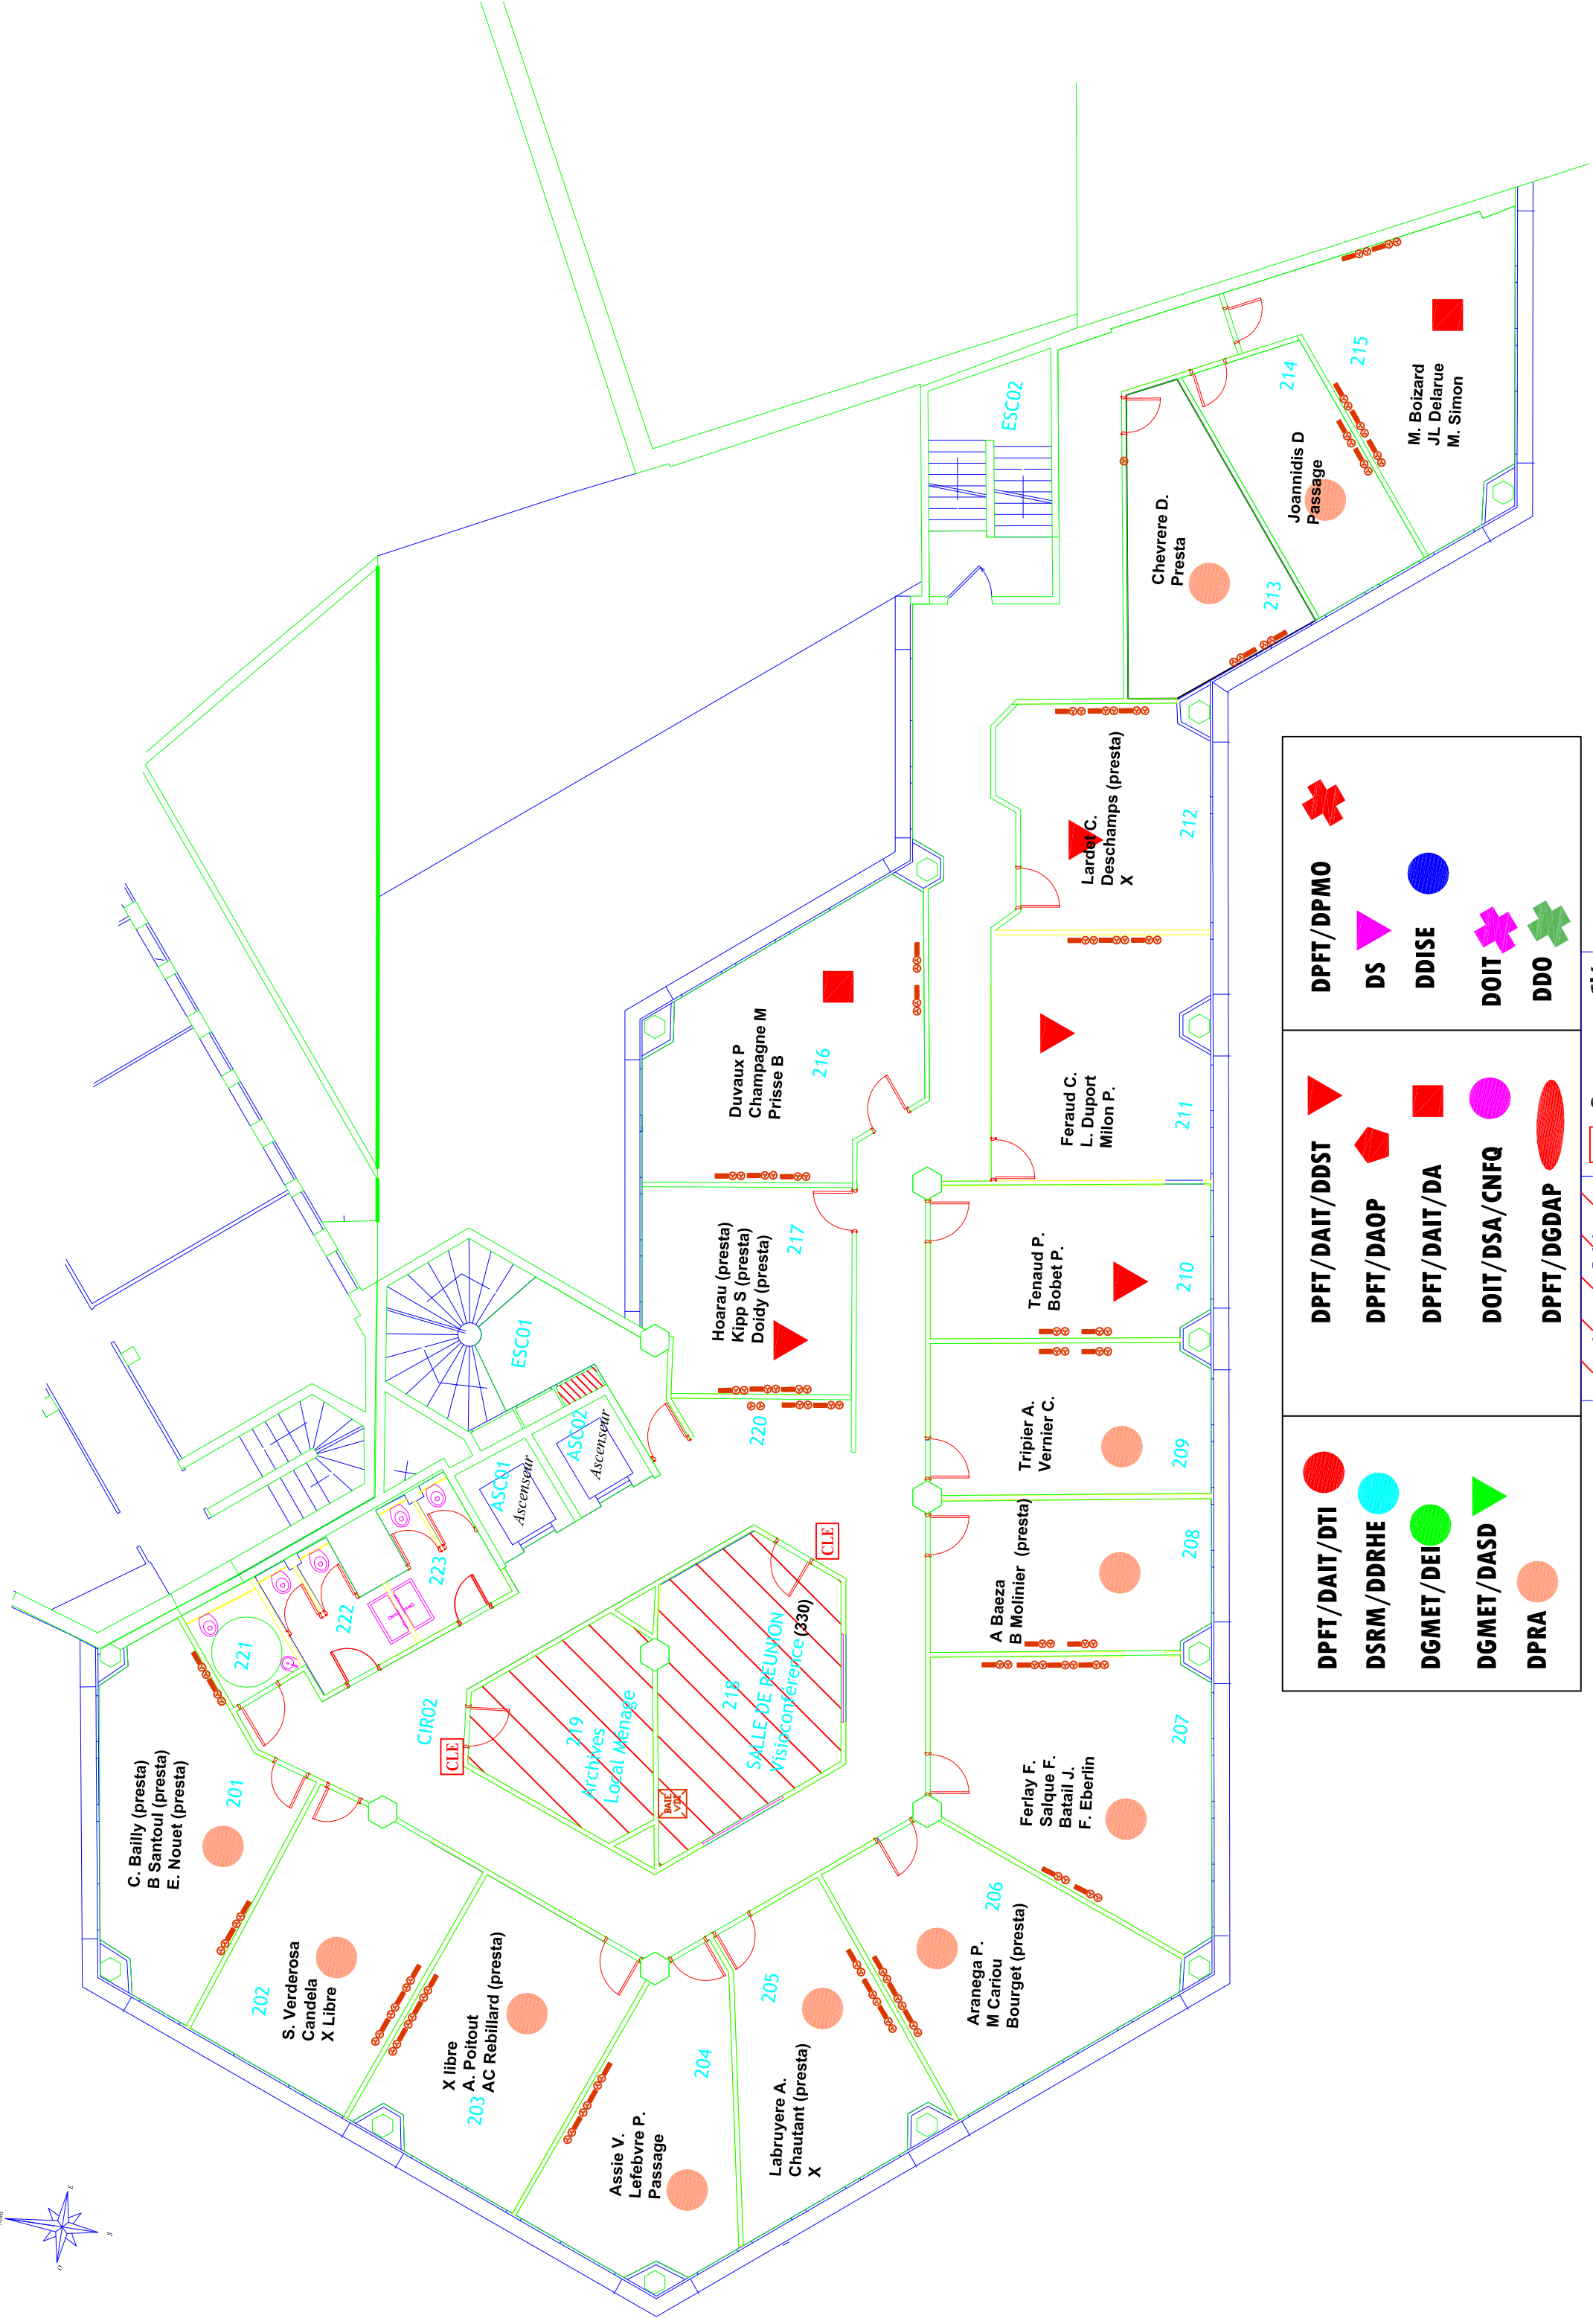 C. Bailly (presta)
B Santoul (presta)
E. Nouet (presta)
201
S. Verderosa
Candela
X Libre
202
X libre
A. Poitout
AC Rebillard (presta)
203
Assie V.
Lefebvre P.
Passage
204
Labruyere A.
Chautant (presta)
X
205
Aranega P.
M Cariou
Bourget (presta)
206
Ferlay F.
Salque F.
Batail J.
F. Eberlin
207
A Baeza
B Molinier (presta)
208
Tripier A.
Vernier C.
209
Tenaud P.
Bobet P.
210
Feraud C.
L. Duport
Milon P.
211
Lardet C.
Deschamps (presta)
X
212
Chevrere D.
Presta
213
Joannidis D
Passage
214
M. Boizard
JL Delarue
M. Simon
215
Duvaux P
Champagne M
Prisse B
216
Hoarau (presta)
Kipp S (presta)
Doidy (presta)
217
218
SALLE DE REUNION
Visioconférence (330)
219
Archives
Local Ménage
220
221
222
223
CIR02
CLE
CLE
BAIE
VDI
ASC01
Ascenseur
ASC02
Ascenseur
ESC01
ESC02
E
S
O
DPFT/DAIT/DTI
DSRM/DDRHE
DGMET/DEI
DGMET/DASD
DPRA
DPFT/DAIT/DDST
DPFT/DAOP
DPFT/DAIT/DA
DOIT/DSA/CNFQ
DPFT/DGDAP
DPFT/DPMO
DS
DDISE
DOIT
DDO